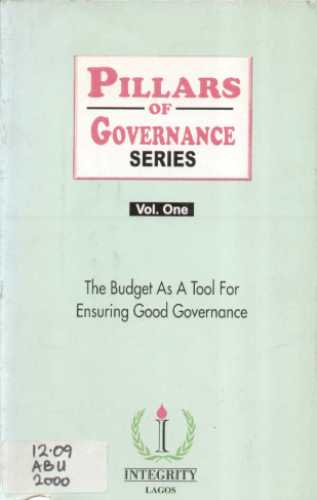 PILLARS
OF
GOVERNANCE
SERIES
Vol. One
The Budget As A Tool For
Ensuring Good Governance
I
INTEGRITY
LAGOS
12.09
ABU
2000